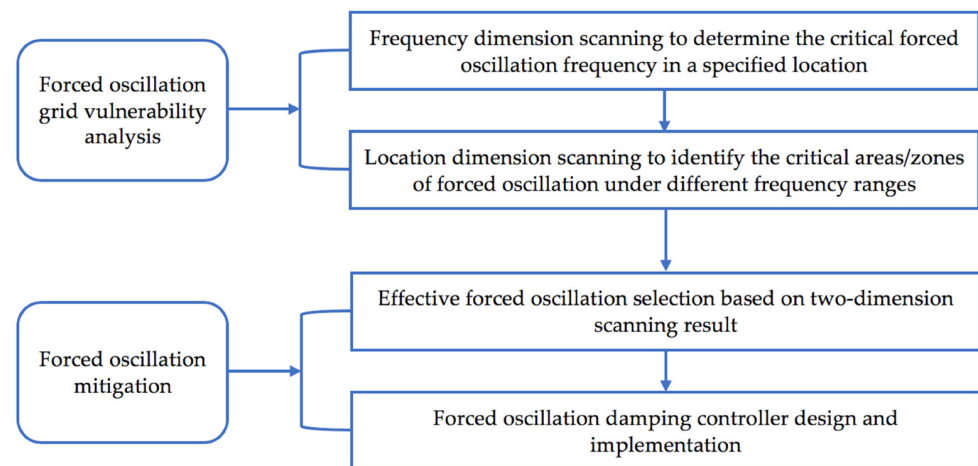 Forced oscillation
grid vulnerability
analysis
Frequency dimension scanning to determine the critical forced
oscillation frequency in a specified location
Location dimension scanning to identify the critical areas/zones
of forced oscillation under different frequency ranges
Forced oscillation
mitigation
Effective forced oscillation selection based on two-dimension
scanning result
Forced oscillation damping controller design and
implementation